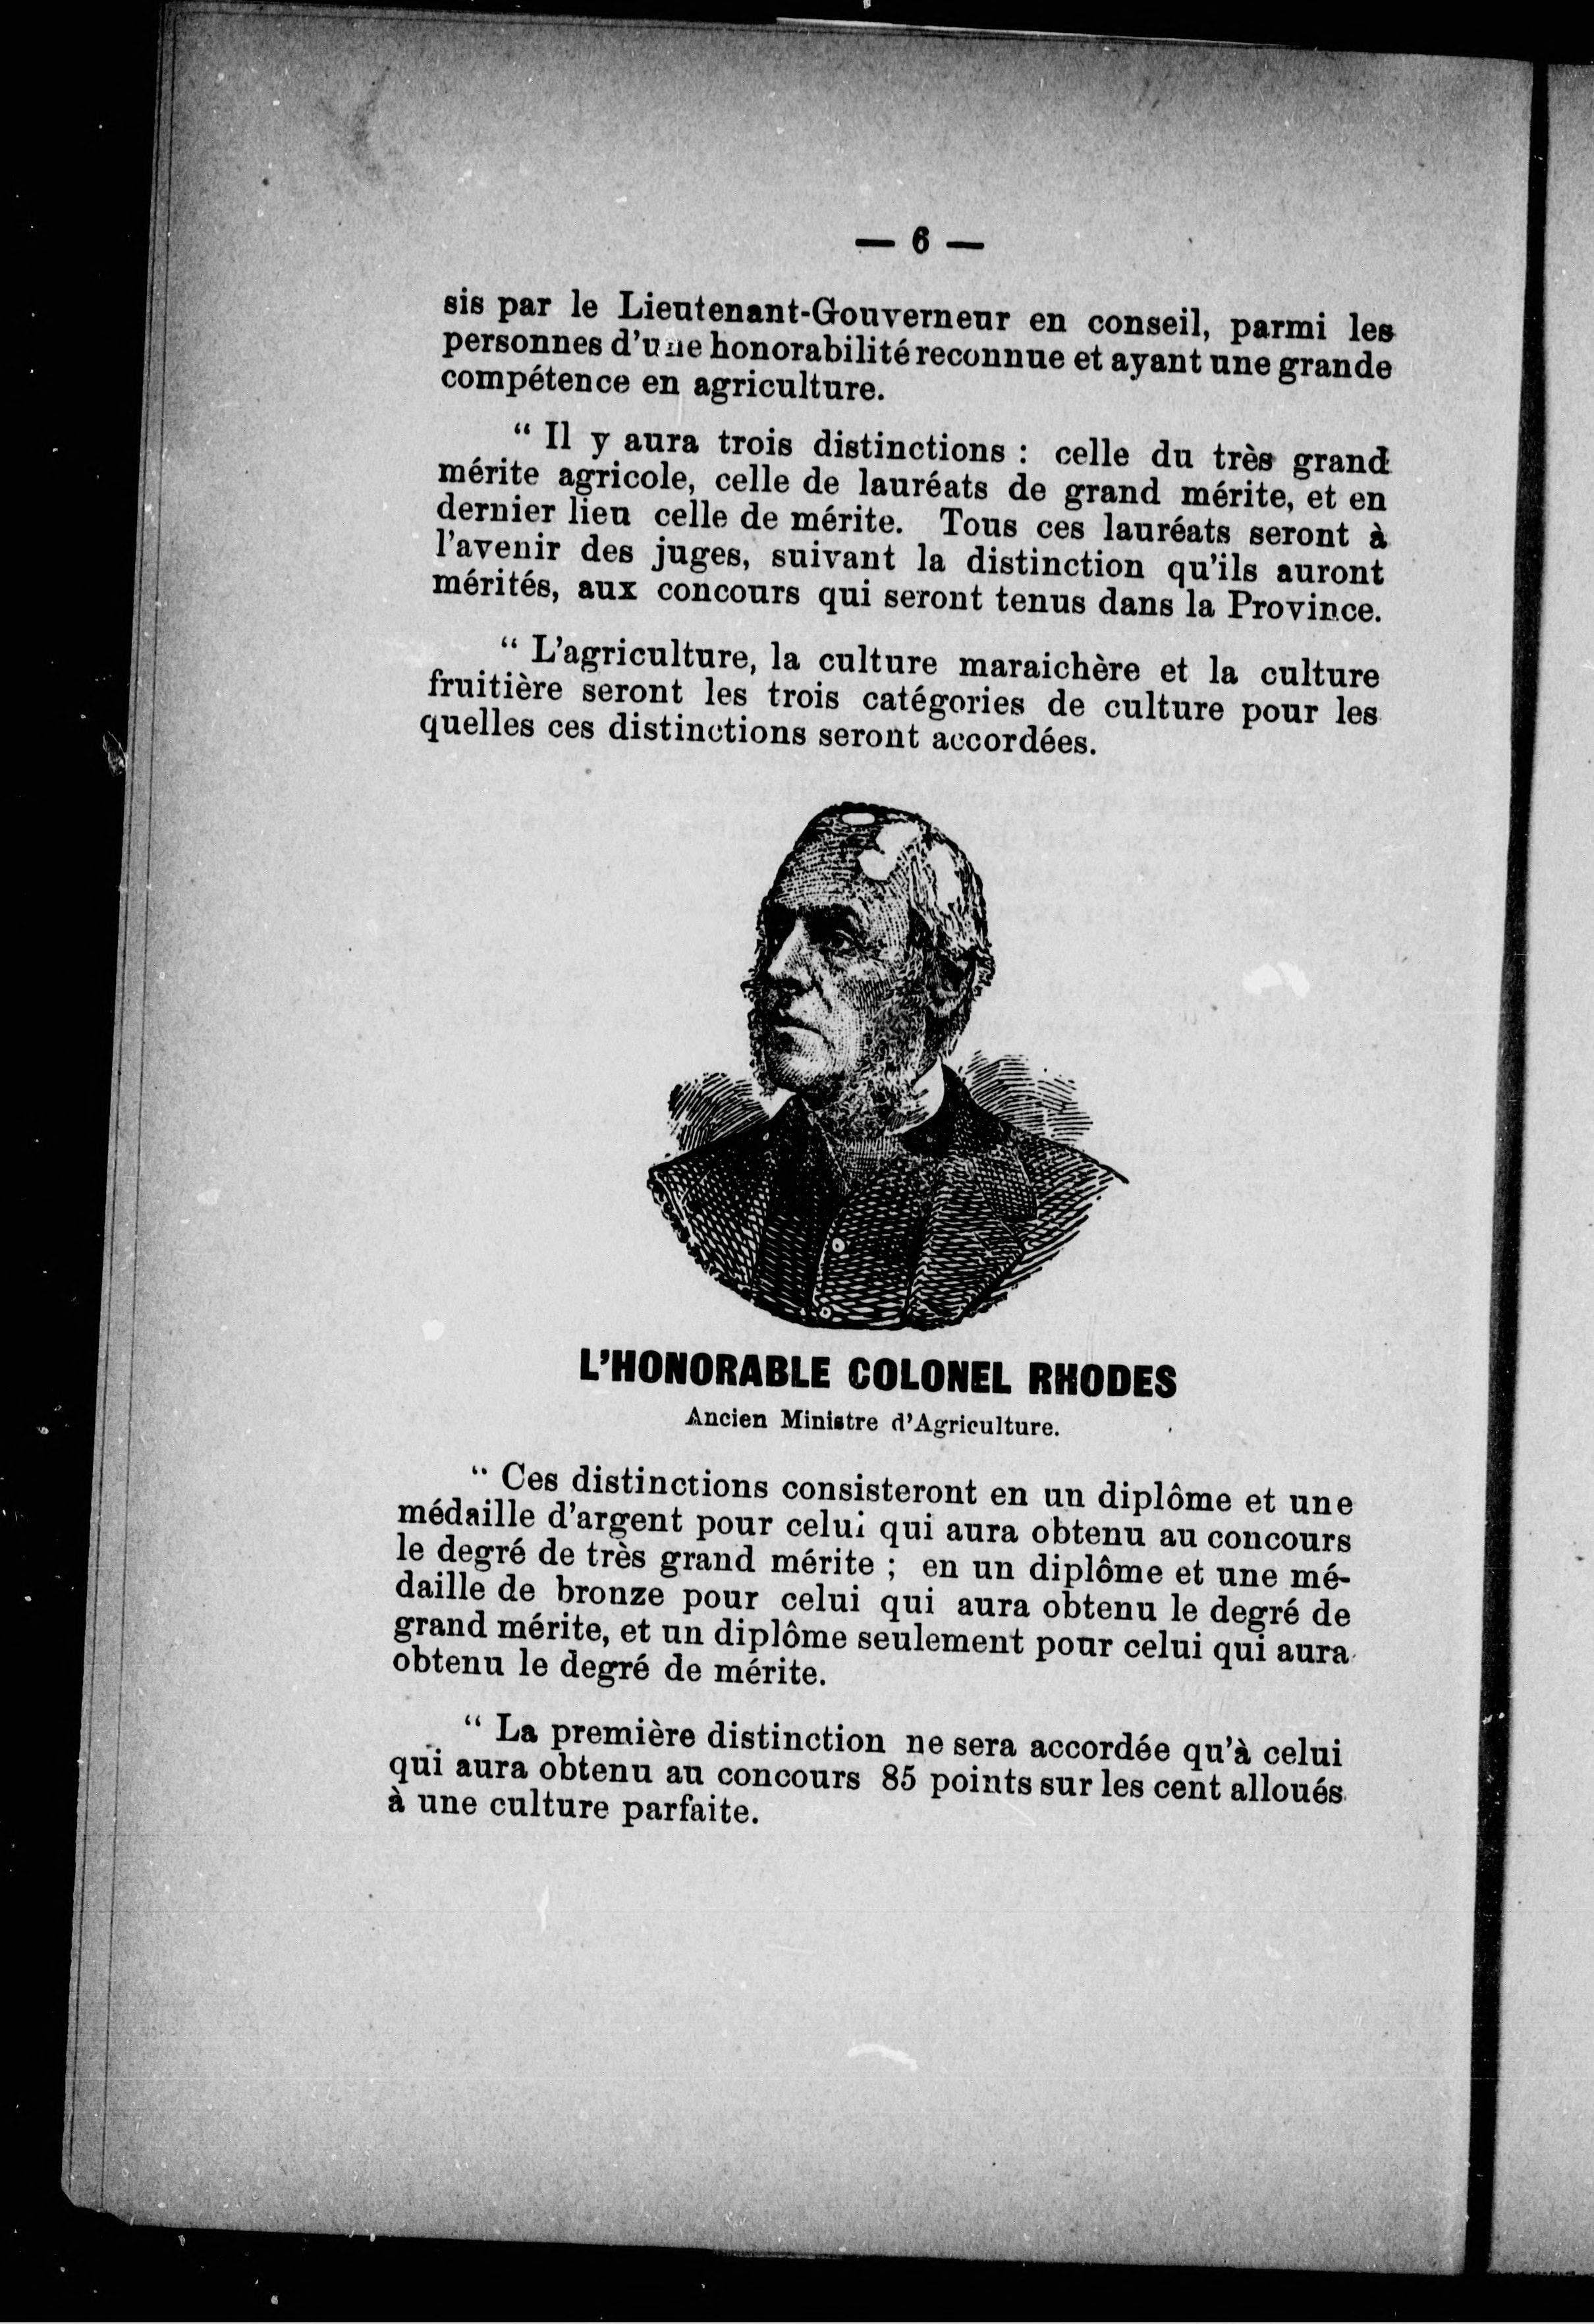 — 6 —
sis par le Lieutenant-Gouverneur en conseil, parmi les
personnes d'une honorabilité reconnue et ayant une grande
compétence en agriculture.
“ Il y aura trois distinctions : celle du très grand
mérite agricole, celle de lauréats de grand mérite, et en
dernier lieu celle de mérite. Tous ces lauréats seront à
l'avenir des juges, suivant la distinction qu'ils auront
mérités, aux concours qui seront tenus dans la Province.
“ L'agriculture, la culture maraichère et la culture
fruitière seront les trois catégories de culture pour les
quelles ces distinctions seront accordées.
L'HONORABLE COLONEL RHODES
Ancien Ministre d'Agriculture.
“ Ces distinctions consisteront en un diplôme et une
médaille d'argent pour celui qui aura obtenu au concours
le degré de très grand mérite ; en un diplôme et une mé-
daille de bronze pour celui qui aura obtenu le degré de
grand mérite, et un diplôme seulement pour celui qui aura
obtenu le degré de mérite.
“ La première distinction ne sera accordée qu'à celui
qui aura obtenu au concours 85 points sur les cent alloués
à une culture parfaite.